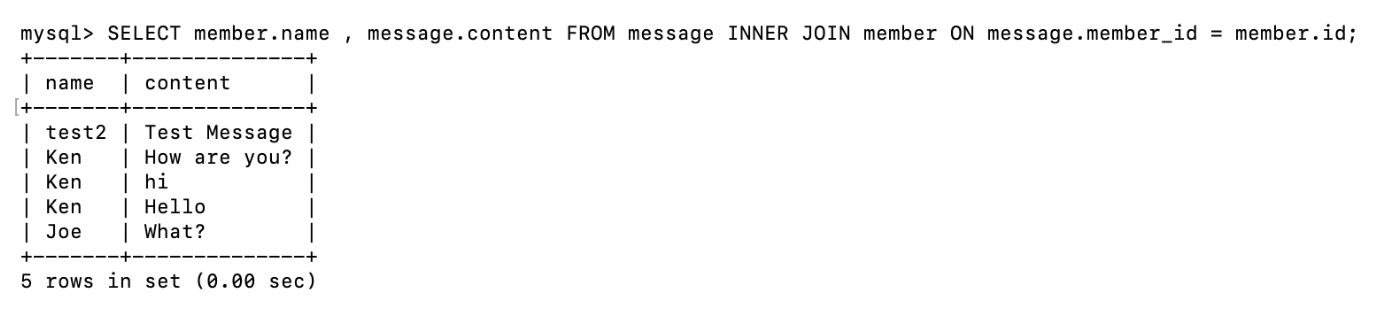 mysql> SELECT member.name , message.content FROM message INNER JOIN member ON message.member_id = member.id;
+-------+--------------+
| name  | content      |
[+-------+--------------+
| test2 | Test Message |
| Ken   | How are you? |
| Ken   | hi           |
| Ken   | Hello        |
| Joe   | What?        |
+-------+--------------+
5 rows in set (0.00 sec)